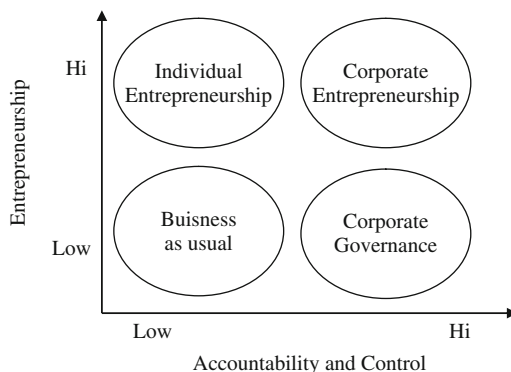 Entrepreneurship
Hi
Individual
Entrepreneurship
Corporate
Entrepreneurship
Buisness
as usual
Corporate
Governance
Low
Low
Hi
Accountability and Control